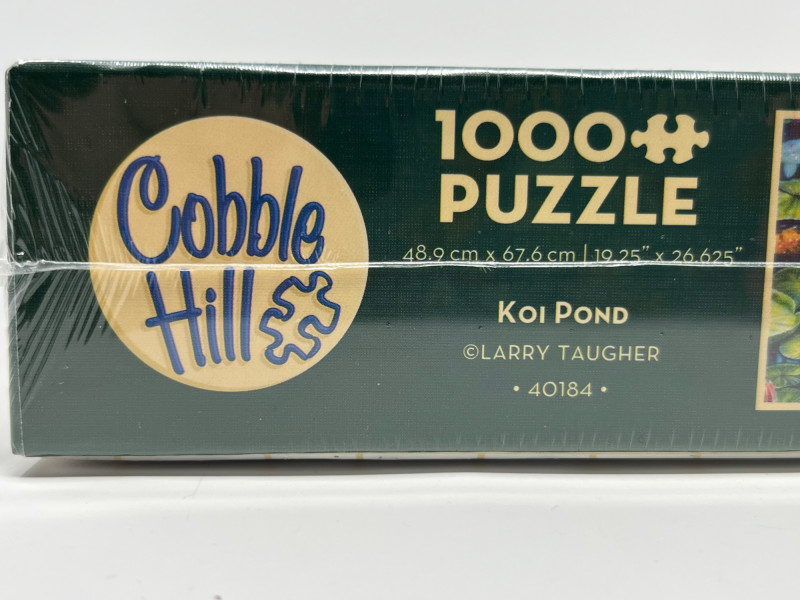 Cobble
Hill
1000
PUZZLE
48.9 cm x 67.6 cm | 19.25" x 26.625"
KOI POND
©LARRY TAUGHER
• 40184 •